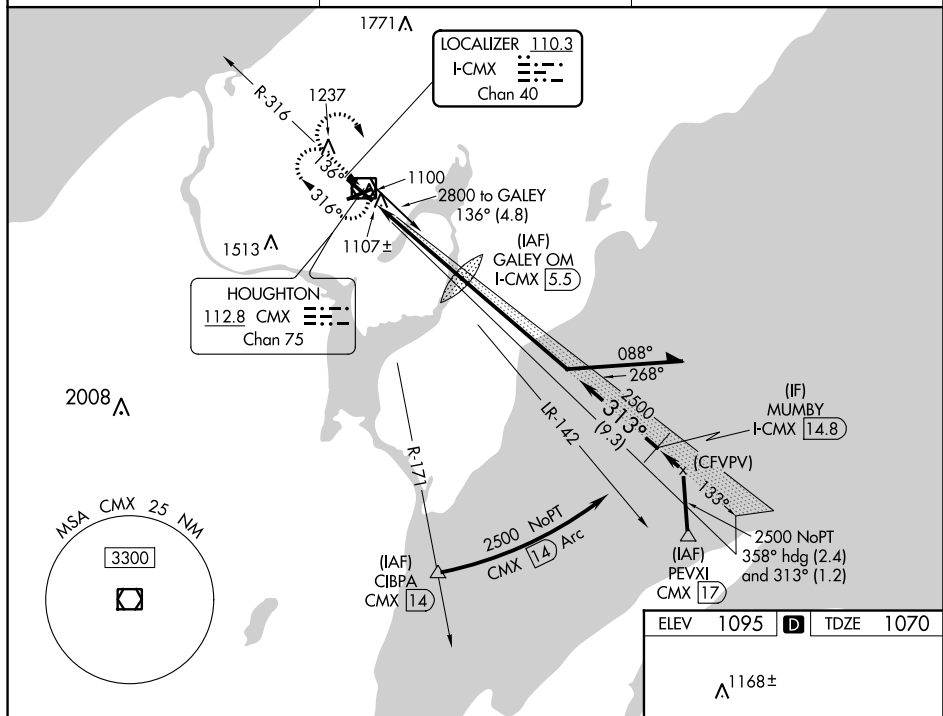 1771
LOCALIZER 110.3
I-CMX
Chan 40
R-316
1237
136°
316°
1100
2800 to GALEY
136° (4.8)
1107±
1513
(IAF)
GALEY OM
I-CMX 5.5
HOUGHTON
112.8 CMX
Chan 75
088°
268°
2008
2500
313°
(9.3)
(IF)
MUMBY
I-CMX 14.8
LR-142
(CFVPV)
R-171
133°
MSA CMX 25 NM
3300
2500 NoPT
CMX 14 Arc
(IAF)
CIBPA
CMX 14
2500 NoPT
358° hdg (2.4)
and 313° (1.2)
(IAF)
PEVXI
CMX 17
ELEV 1095 D TDZE 1070
1168±